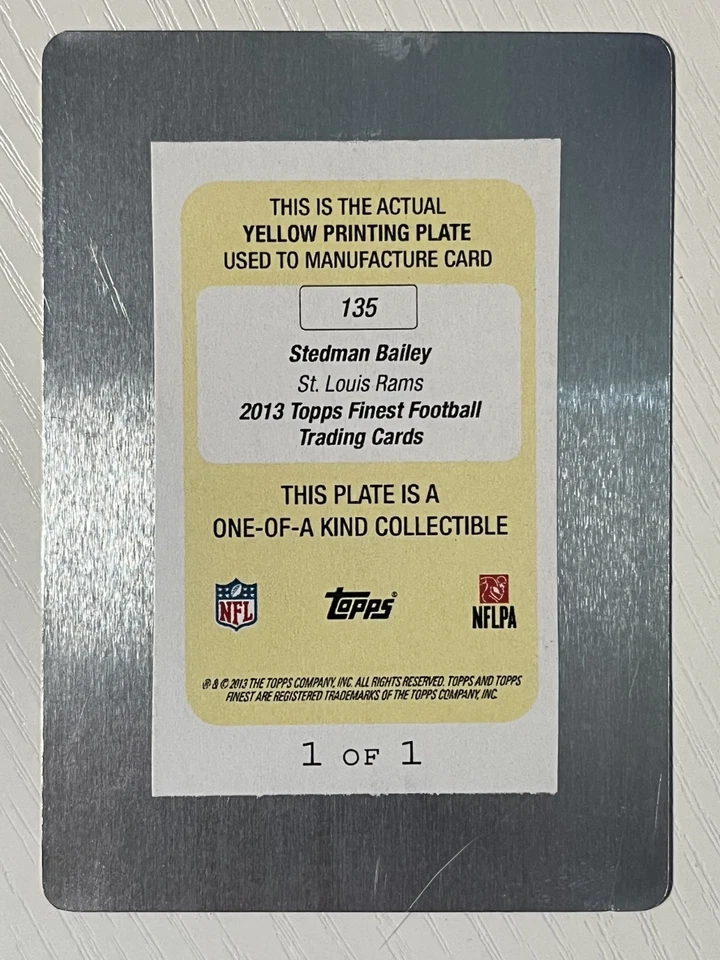 THIS IS THE ACTUAL
YELLOW PRINTING PLATE
USED TO MANUFACTURE CARD
135
Stedman Bailey
St. Louis Rams
2013 Topps Finest Football
Trading Cards
THIS PLATE IS A
ONE-OF-A KIND COLLECTIBLE
NFL Topps® NFLPA
® & © 2013 THE TOPPS COMPANY, INC. ALL RIGHTS RESERVED. TOPPS AND TOPPS
FINEST ARE REGISTERED TRADEMARKS OF THE TOPPS COMPANY, INC.
1 OF 1